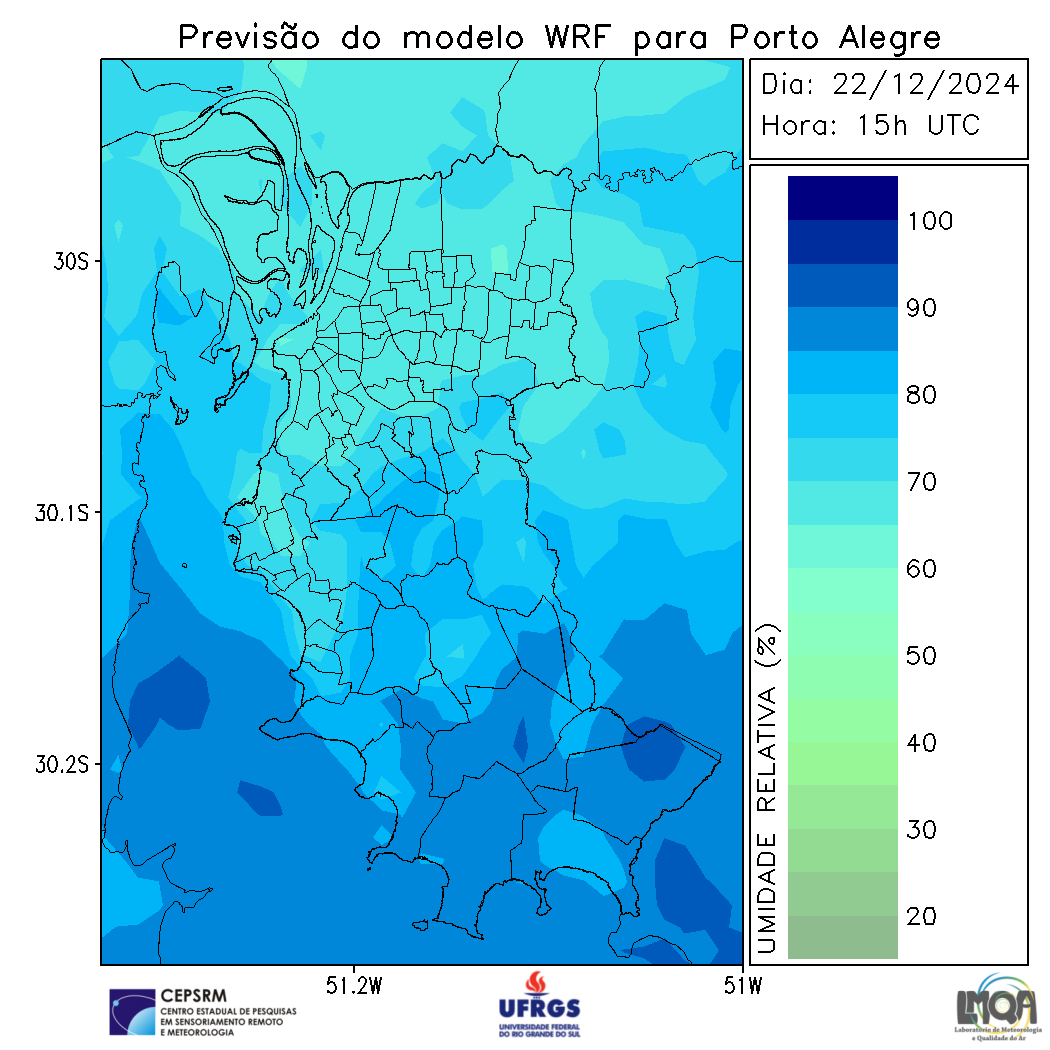 Previsão do modelo WRF para Porto Alegre
Dia: 22/12/2024
Hora: 15h UTC
30S
30.1S
30.2S
51.2W
51W
100
90
80
70
60
50
40
30
20
UMIDADE RELATIVA (%)
CEPSRM
CENTRO ESTADUAL DE PESQUISAS
EM SENSORIAMENTO REMOTO
E METEOROLOGIA
UFRGS
UNIVERSIDADE FEDERAL
DO RIO GRANDE DO SUL
LMQA
Laboratório de Meteorologia
e Qualidade do Ar